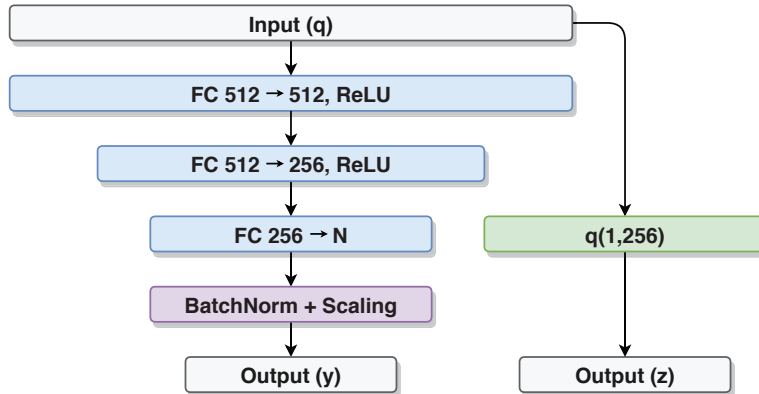 Input (q)
FC 512 → 512, ReLU
FC 512 → 256, ReLU
FC 256 → N
q(1,256)
BatchNorm + Scaling
Output (y)
Output (z)